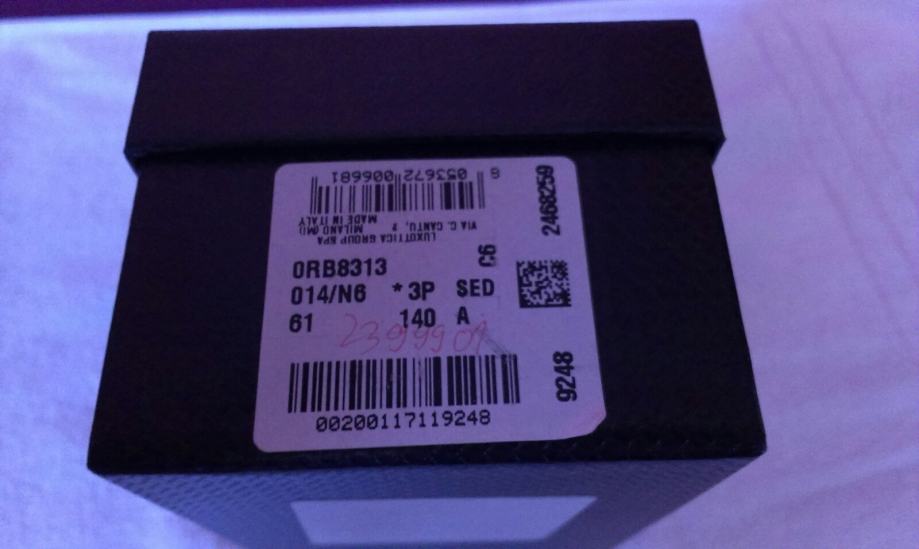 8 053672 006681
LUXOTTICA GROUP SPA
VIA C. CANTU, 2 MILANO (MI)
MADE IN ITALY
C6
0RB8313
014/N6 *3P SED
61 140 A
00200117119248
2468259
9248